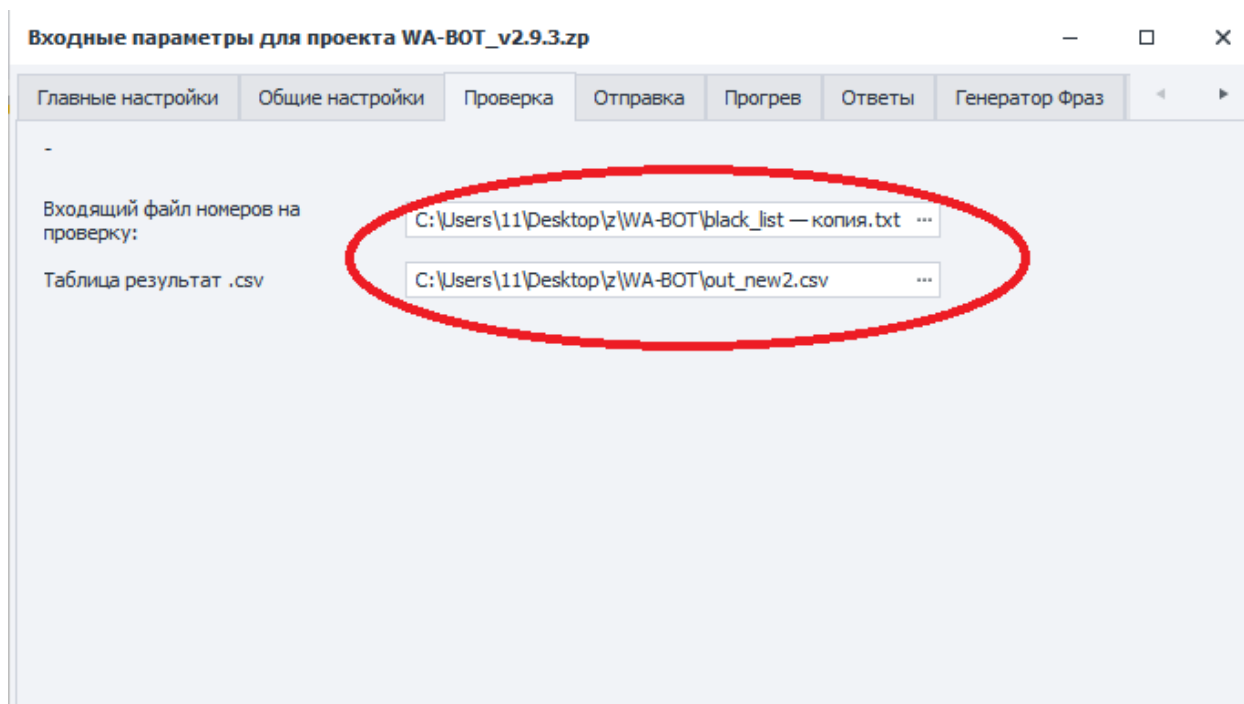 Входные параметры для проекта WA-BOT_v2.9.3.zp
Главные настройки Общие настройки Проверка Отправка Прогрев Ответы Генератор Фраз
-
Входящий файл номеров на
проверку:
C:\Users\11\Desktop\z\WA-BOT\black_list — копия.txt ...
Таблица результат .csv C:\Users\11\Desktop\z\WA-BOT\out_new2.csv ...